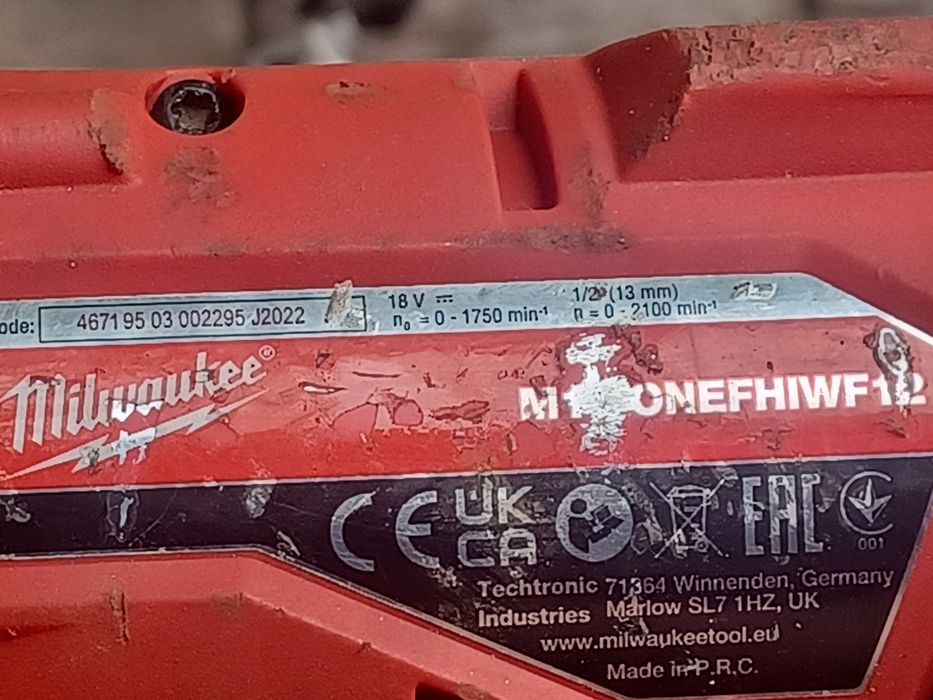 ode: 4671 95 03 002295 J2022
18 V 1/2" (13 mm)
n₀ = 0 - 1750 min-¹ n = 0 - 2100 min-¹
Milwaukee®
ONEFHIWF12
CE UK CA EAC
001
Techtronic 71364 Winnenden, Germany
Industries Marlow SL7 1HZ, UK
www.milwaukeetool.eu
Made in P.R.C.